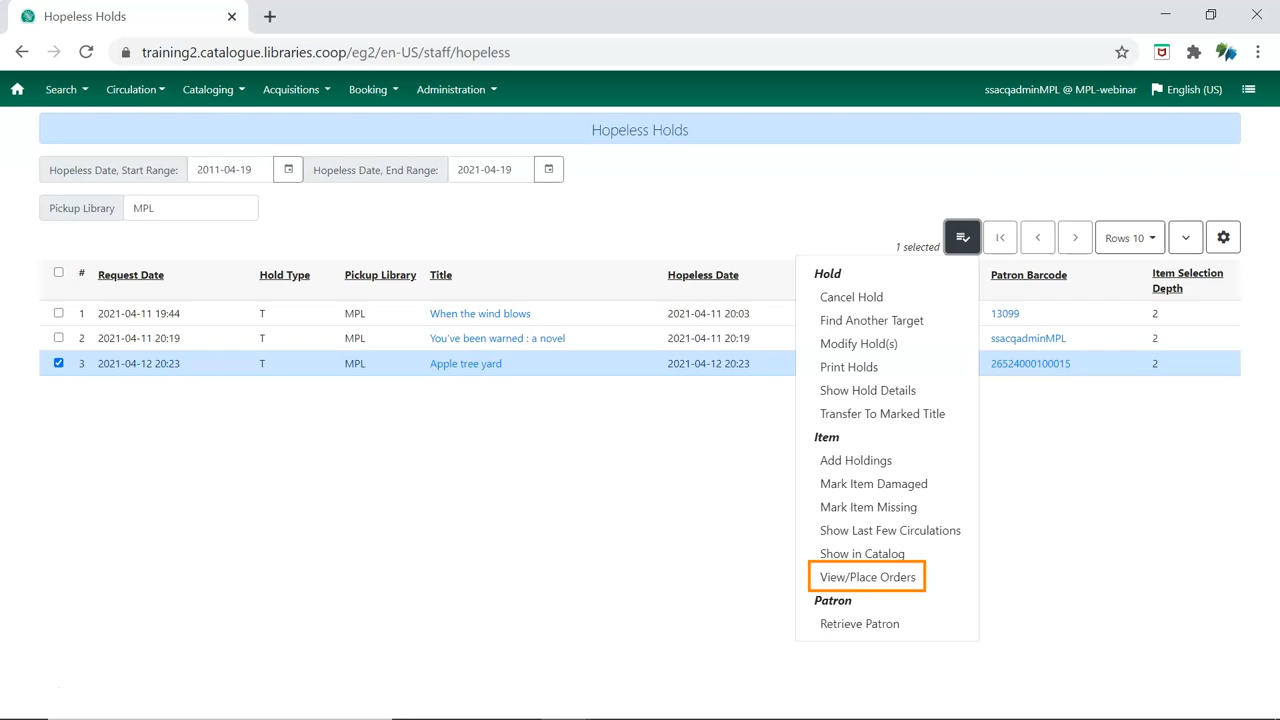 Hopeless Holds
training2.catalogue.libraries.coop/eg2/en-US/staff/hopeless
Search Circulation Cataloging Acquisitions Booking Administration ssacqadminMPL @ MPL-webinar English (US)
Hopeless Holds
Hopeless Date, Start Range: 2011-04-19 Hopeless Date, End Range: 2021-04-19
Pickup Library MPL
1 selected Rows 10
# Request Date Hold Type Pickup Library Title Hopeless Date Patron Barcode Item Selection Depth
1 2021-04-11 19:44 T MPL When the wind blows 2021-04-11 20:03 13099 2
2 2021-04-11 20:19 T MPL You've been warned : a novel 2021-04-11 20:19 ssacqadminMPL 2
3 2021-04-12 20:23 T MPL Apple tree yard 2021-04-12 20:23 26524000100015 2
Hold
Cancel Hold
Find Another Target
Modify Hold(s)
Print Holds
Show Hold Details
Transfer To Marked Title
Item
Add Holdings
Mark Item Damaged
Mark Item Missing
Show Last Few Circulations
Show in Catalog
View/Place Orders
Patron
Retrieve Patron